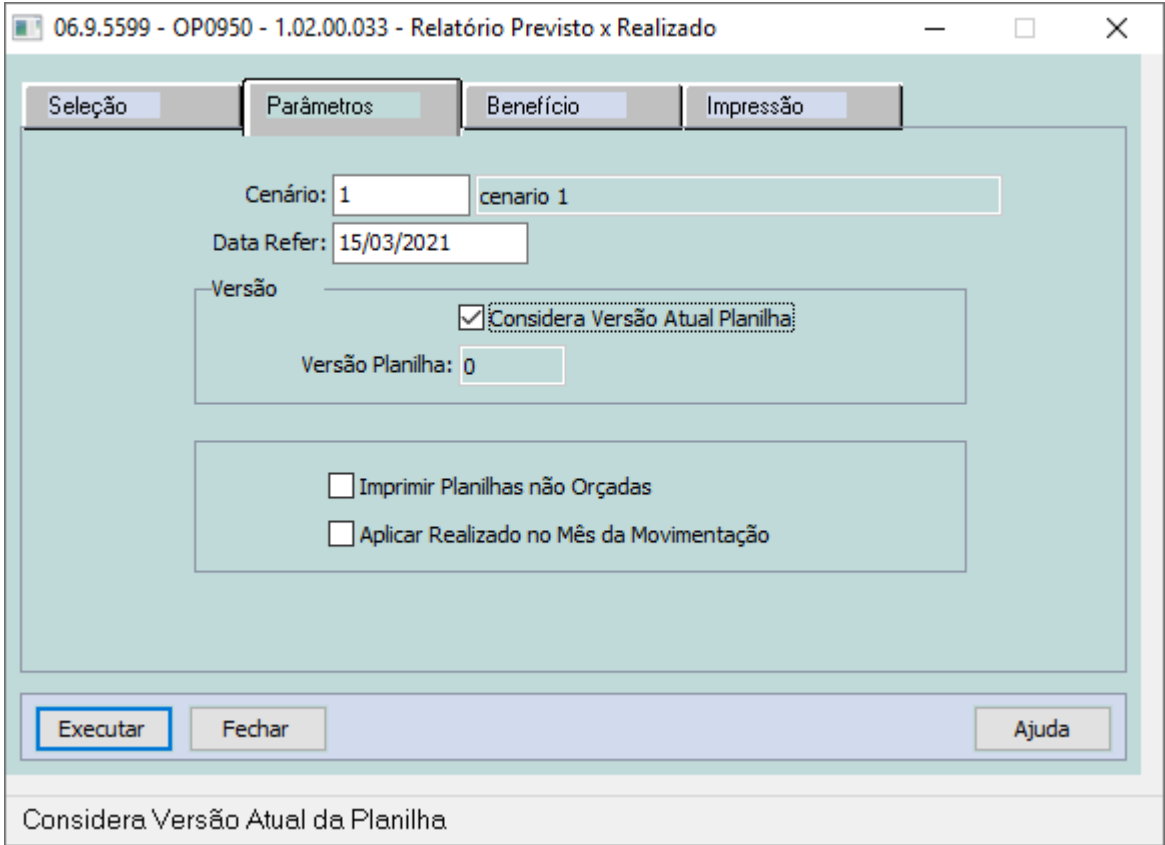 06.9.5599 - OP0950 - 1.02.00.033 - Relatório Previsto x Realizado
Seleção Parâmetros Benefício Impressão
Cenário: 1 cenario 1
Data Refer: 15/03/2021
Versão
Considera Versão Atual Planilha
Versão Planilha: 0
Imprimir Planilhas não Orçadas
Aplicar Realizado no Mês da Movimentação
Executar Fechar Ajuda
Considera Versão Atual da Planilha